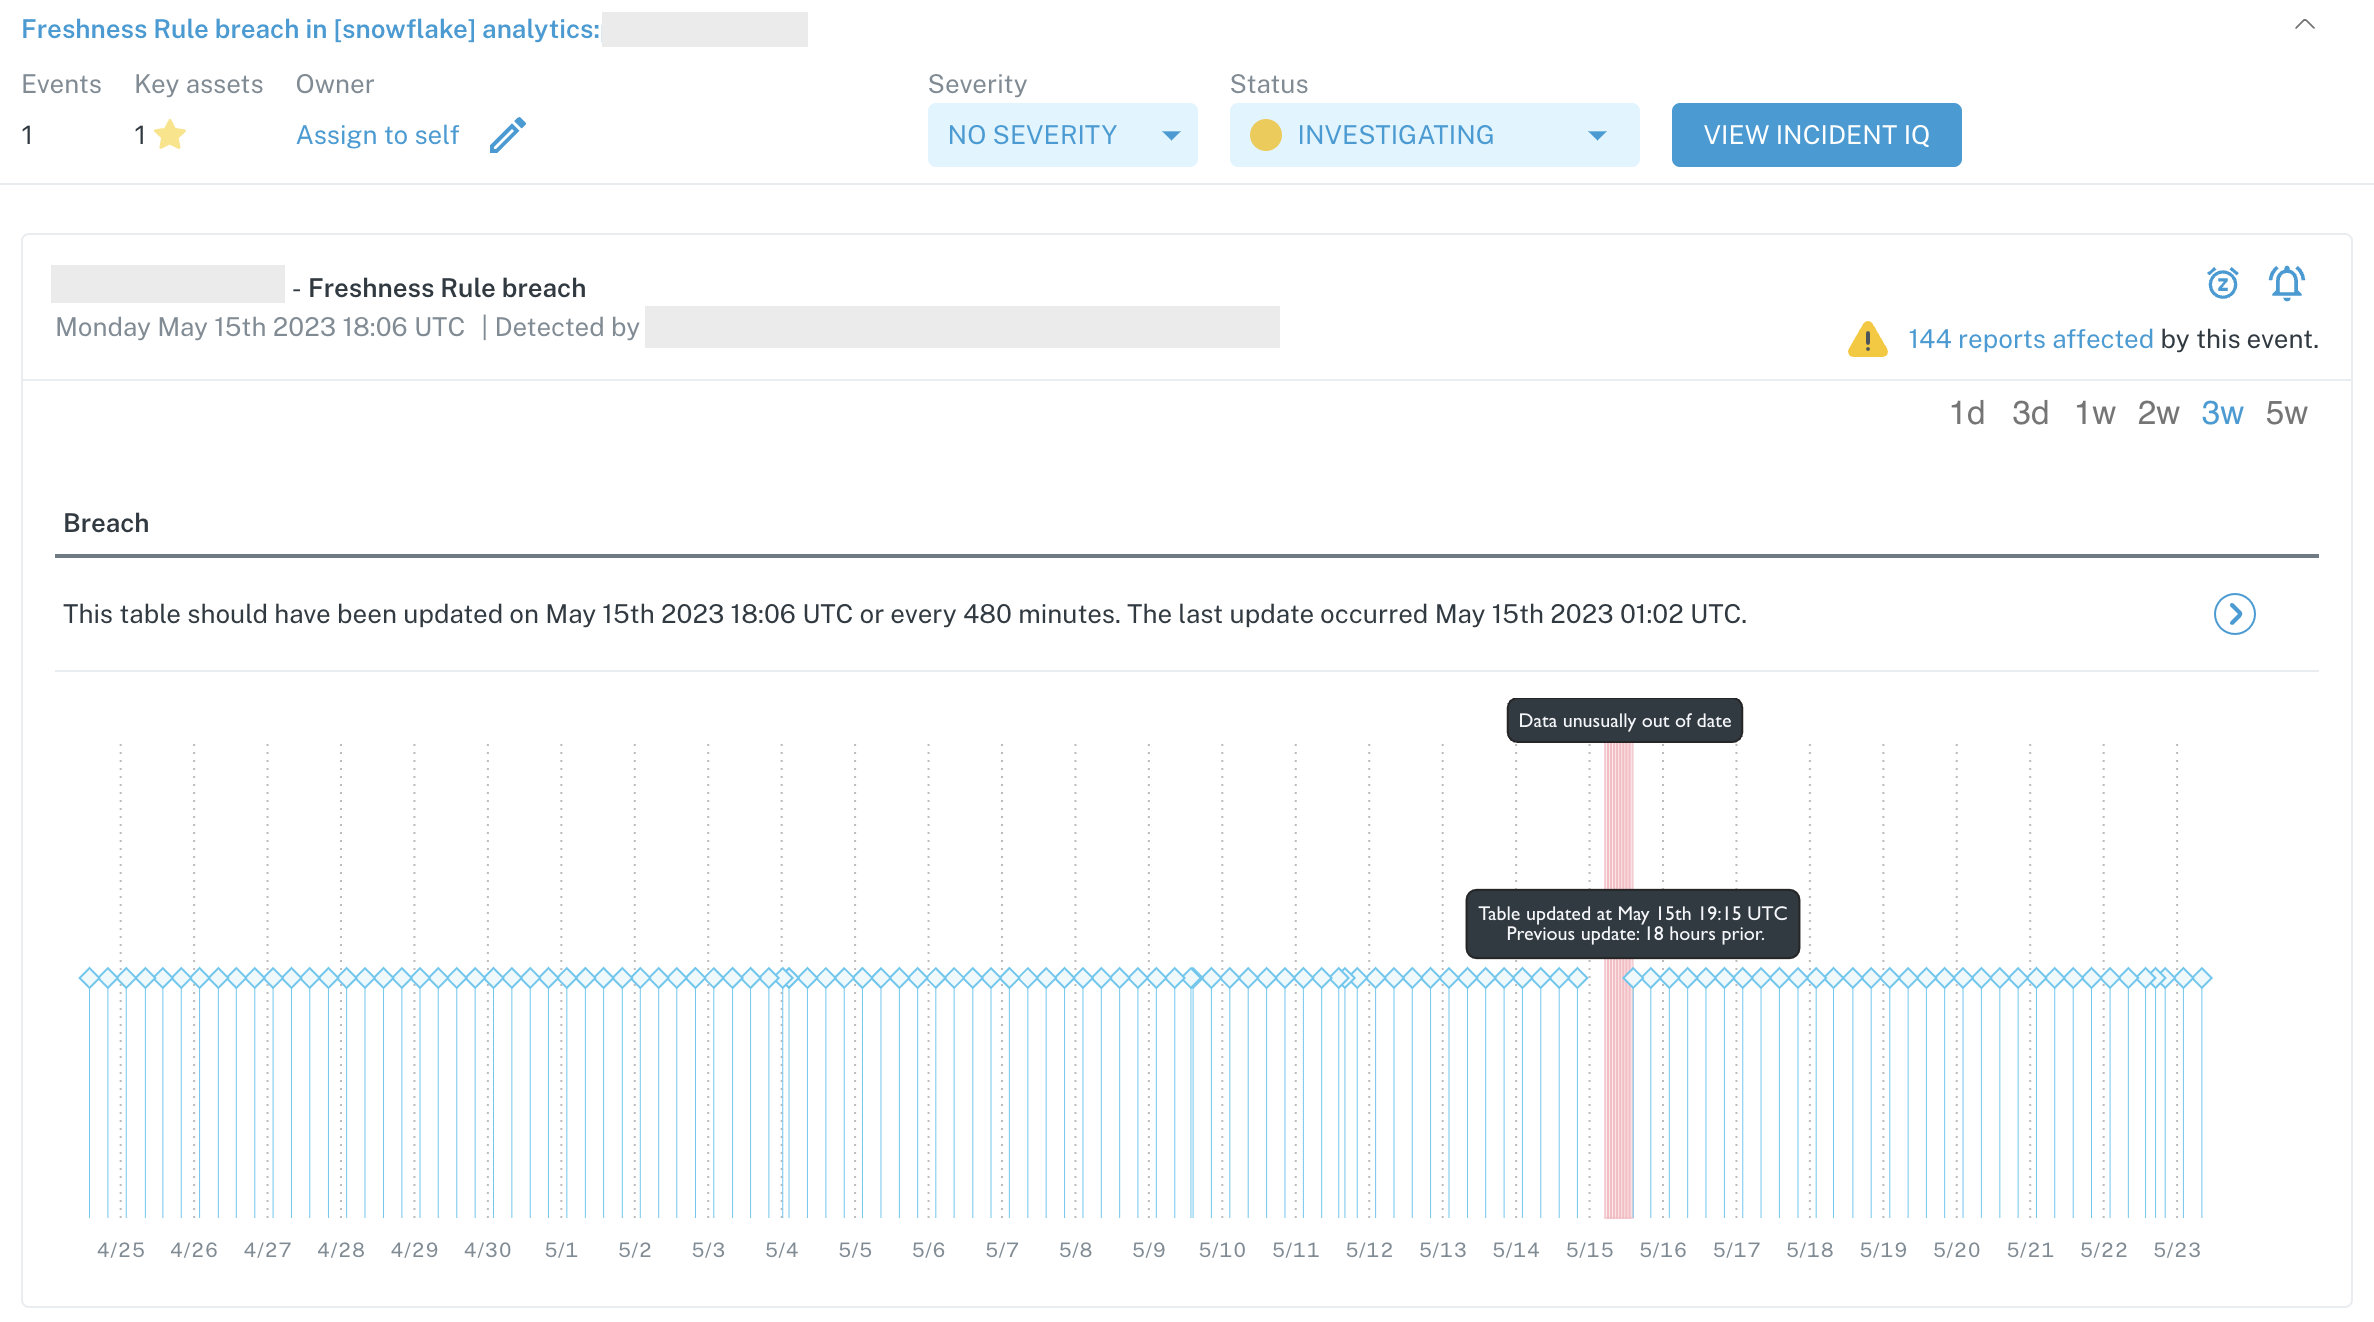 Freshness Rule breach in [snowflake] analytics:
Events Key assets Owner Severity Status
1 1 Assign to self NO SEVERITY INVESTIGATING VIEW INCIDENT IQ
- Freshness Rule breach
Monday May 15th 2023 18:06 UTC | Detected by
144 reports affected by this event.
1d 3d 1w 2w 3w 5w
Breach
This table should have been updated on May 15th 2023 18:06 UTC or every 480 minutes. The last update occurred May 15th 2023 01:02 UTC.
Data unusually out of date
Table updated at May 15th 19:15 UTC
Previous update: 18 hours prior.
4/25 4/26 4/27 4/28 4/29 4/30 5/1 5/2 5/3 5/4 5/5 5/6 5/7 5/8 5/9 5/10 5/11 5/12 5/13 5/14 5/15 5/16 5/17 5/18 5/19 5/20 5/21 5/22 5/23